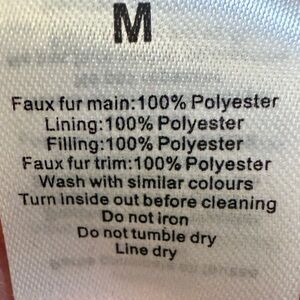 M
Faux fur main:100% Polyester
Lining:100% Polyester
Filling:100% Polyester
Faux fur trim:100% Polyester
Wash with similar colours
Turn inside out before cleaning
Do not iron
Do not tumble dry
Line dry